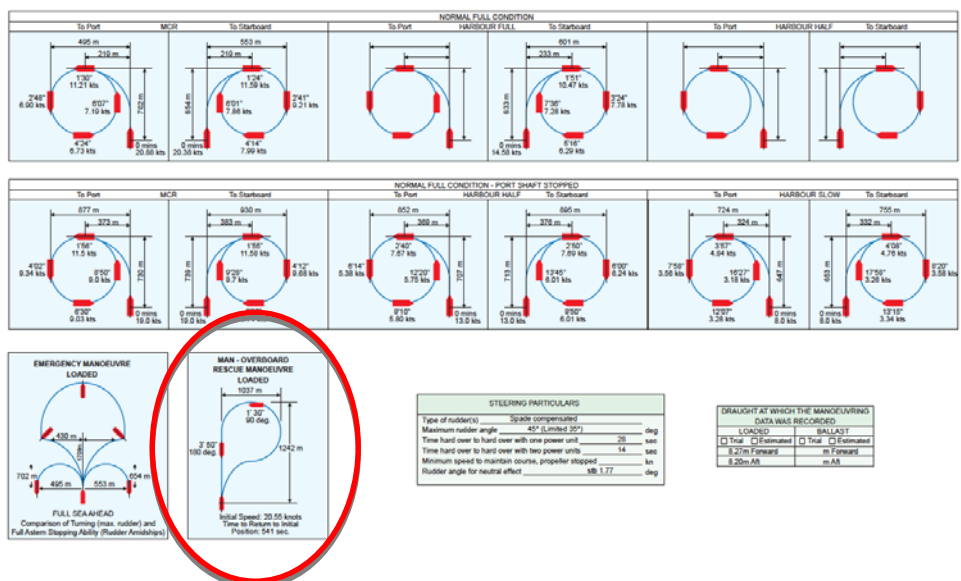 NORMAL FULL CONDITION
To Port MCR To Starboard
To Port HARBOUR FULL To Starboard
To Port HARBOUR HALF To Starboard
495 m
219 m
1'30"
11.21 kts
2'48"
6.90 kts
6'07"
7.19 kts
702 m
4'24"
6.73 kts
0 mins
20.88 kts
553 m
219 m
1'24"
11.59 kts
2'41"
9.21 kts
6'01"
7.86 kts
654 m
4'14"
7.99 kts
0 mins
20.38 kts
601 m
233 m
1'51"
10.47 kts
3'24"
7.78 kts
7'36"
7.28 kts
633 m
5'16"
6.29 kts
0 mins
14.58 kts
NORMAL FULL CONDITION - PORT SHAFT STOPPED
To Port MCR To Starboard
To Port HARBOUR HALF To Starboard
To Port HARBOUR SLOW To Starboard
877 m
373 m
1'56"
11.5 kts
4'02"
9.34 kts
8'50"
9.0 kts
730 m
6'30"
9.03 kts
0 mins
19.0 kts
930 m
383 m
1'55"
11.58 kts
4'12"
9.68 kts
9'28"
9.7 kts
739 m
0 mins
19.0 kts
852 m
369 m
2'40"
7.67 kts
6'14"
5.38 kts
12'20"
5.75 kts
707 m
9'10"
5.80 kts
0 mins
13.0 kts
895 m
376 m
2'50"
7.69 kts
6'00"
6.24 kts
13'45"
6.01 kts
713 m
9'50"
6.01 kts
0 mins
13.0 kts
724 m
324 m
3'57"
4.84 kts
7'58"
3.56 kts
16'27"
3.18 kts
647 m
12'07"
3.28 kts
0 mins
8.0 kts
755 m
332 m
4'08"
4.76 kts
8'20"
3.58 kts
17'58"
3.26 kts
653 m
13'15"
3.34 kts
0 mins
8.0 kts
EMERGENCY MANOEUVRE
LOADED
430 m
702 m
654 m
495 m
553 m
FULL SEA AHEAD
Comparison of Turning (max. rudder) and
Full Astern Stopping Ability (Rudder Amidships)
MAN - OVERBOARD
RESCUE MANOEUVRE
LOADED
1037 m
1' 30"
90 deg.
3' 50"
180 deg.
1242 m
Initial Speed: 20.55 knots
Time to Return to Initial
Position: 541 sec.
STEERING PARTICULARS
Type of rudder(s) Spade compensated
Maximum rudder angle 45° (Limited 35°) deg
Time hard over to hard over with one power unit 28 sec
Time hard over to hard over with two power units 14 sec
Minimum speed to maintain course, propeller stopped kn
Rudder angle for neutral effect stb 1.77 deg
DRAUGHT AT WHICH THE MANOEUVRING
DATA WAS RECORDED
LOADED BALLAST
Trial Estimated Trial Estimated
8.27m Forward m Forward
8.20m Aft m Aft